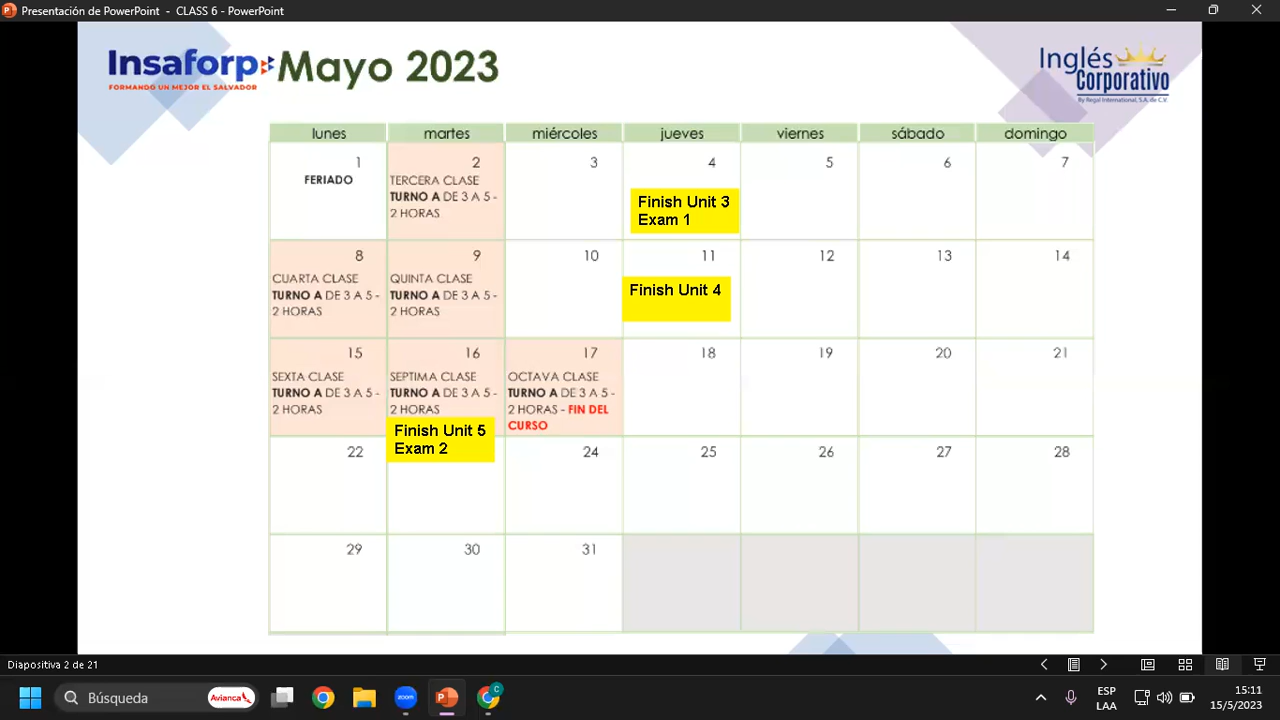 Presentación de PowerPoint - CLASS 6 - PowerPoint
Insaforp
FORMANDO UN MEJOR EL SALVADOR
Mayo 2023
Inglés
Corporativo
By Regal International, S.A. de C.V.
lunes martes miércoles jueves viernes sábado domingo
1 2 3 4 5 6 7
FERIADO
TERCERA CLASE
TURNO A DE 3 A 5 -
2 HORAS
Finish Unit 3
Exam 1
8 9 10 11 12 13 14
CUARTA CLASE
TURNO A DE 3 A 5 -
2 HORAS
QUINTA CLASE
TURNO A DE 3 A 5 -
2 HORAS
Finish Unit 4
15 16 17 18 19 20 21
SEXTA CLASE
TURNO A DE 3 A 5 -
2 HORAS
SEPTIMA CLASE
TURNO A DE 3 A 5 -
2 HORAS
OCTAVA CLASE
TURNO A DE 3 A 5 -
2 HORAS - FIN DEL
CURSO
Finish Unit 5
Exam 2
22 24 25 26 27 28
29 30 31
Diapositiva 2 de 21
Búsqueda
Avianca
zoom
C
ESP
LAA
15:11
15/5/2023